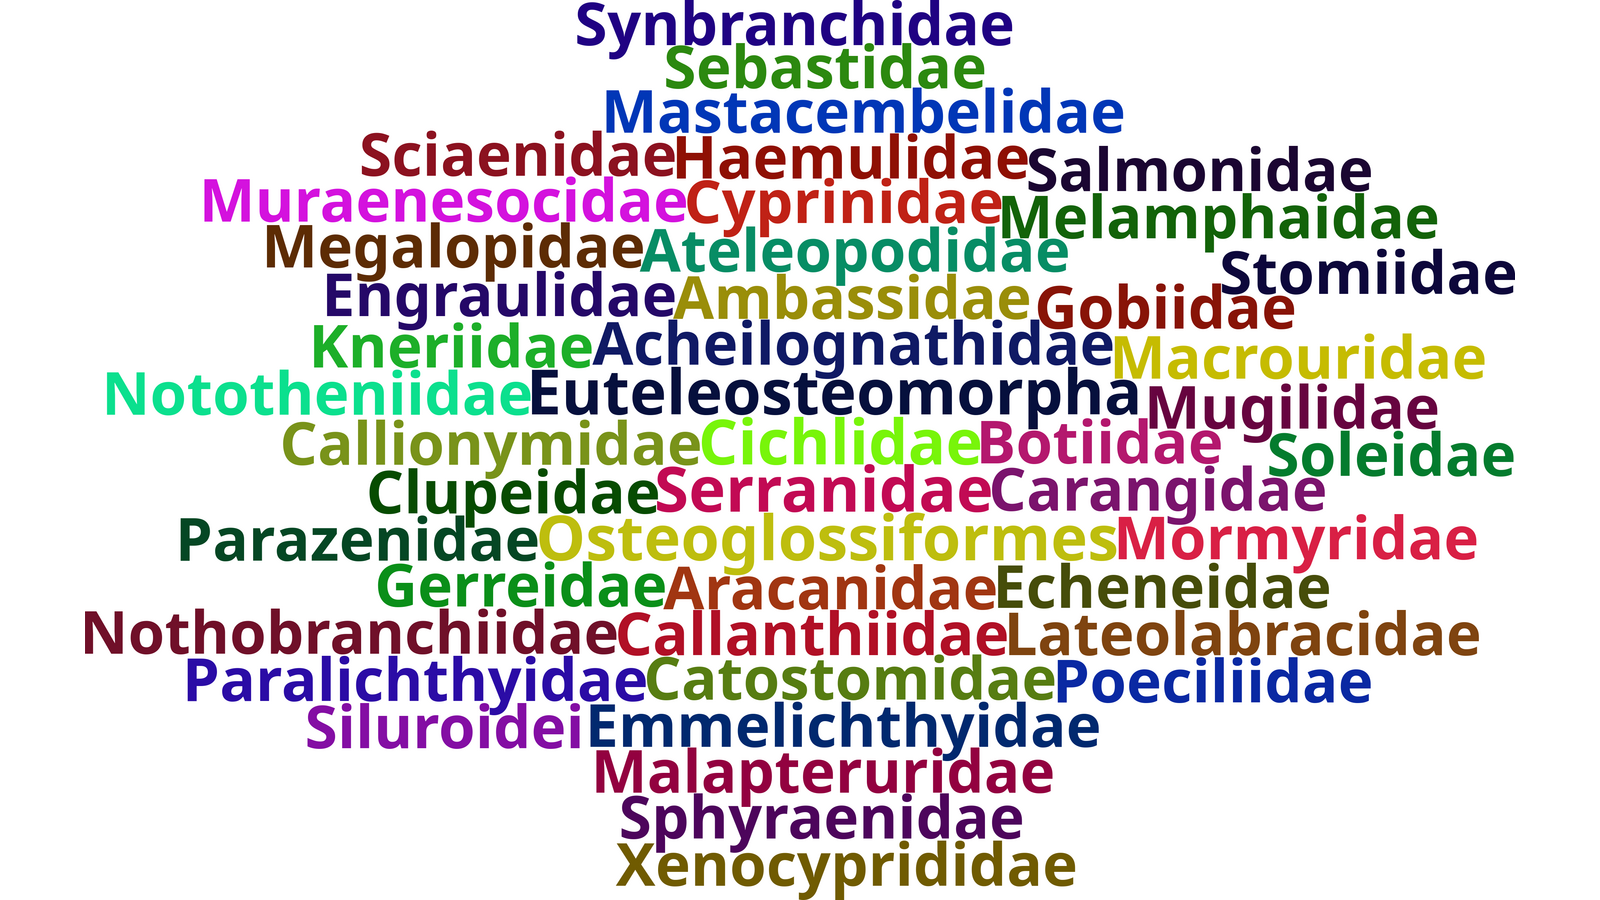 Synbranchidae
Sebastidae
Mastacembelidae
Sciaenidae Haemulidae Salmonidae
Muraenesocidae Cyprinidae Melamphaidae
Megalopidae Ateleopodidae Stomiidae
Engraulidae Ambassidae Gobiidae
Kneriidae Acheilognathidae Macrouridae
Nototheniidae Euteleosteomorpha Mugilidae
Callionymidae Cichlidae Botiidae Soleidae
Clupeidae Serranidae Carangidae
Parazenidae Osteoglossiformes Mormyridae
Gerreidae Aracanidae Echeneidae
Nothobranchiidae Callanthiidae Lateolabracidae
Paralichthyidae Catostomidae Poeciliidae
Siluroidei Emmelichthyidae
Malapteruridae
Sphyraenidae
Xenocyprididae